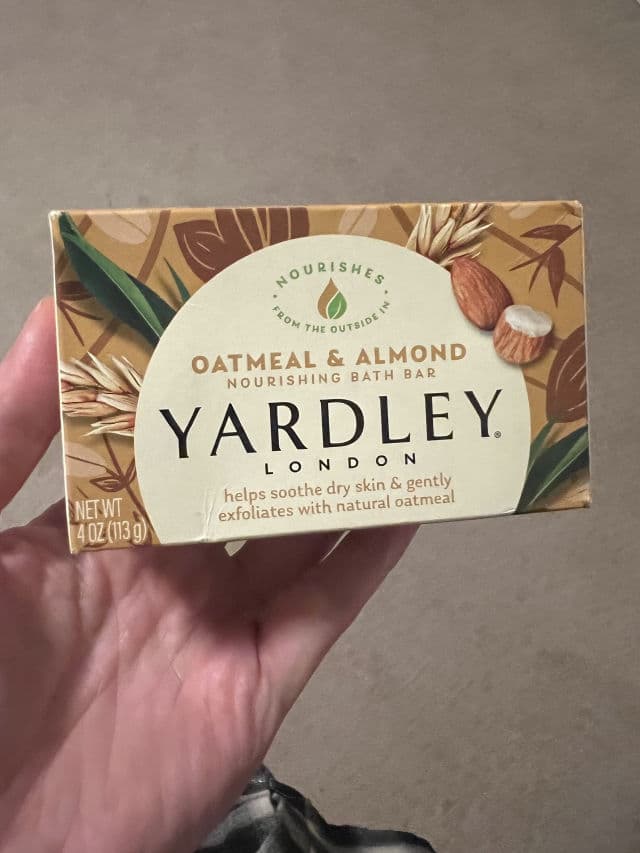 NOURISHES
FROM THE OUTSIDE IN
OATMEAL & ALMOND
NOURISHING BATH BAR
YARDLEY®
LONDON
helps soothe dry skin & gently
exfoliates with natural oatmeal
NET WT
4 OZ (113 g)